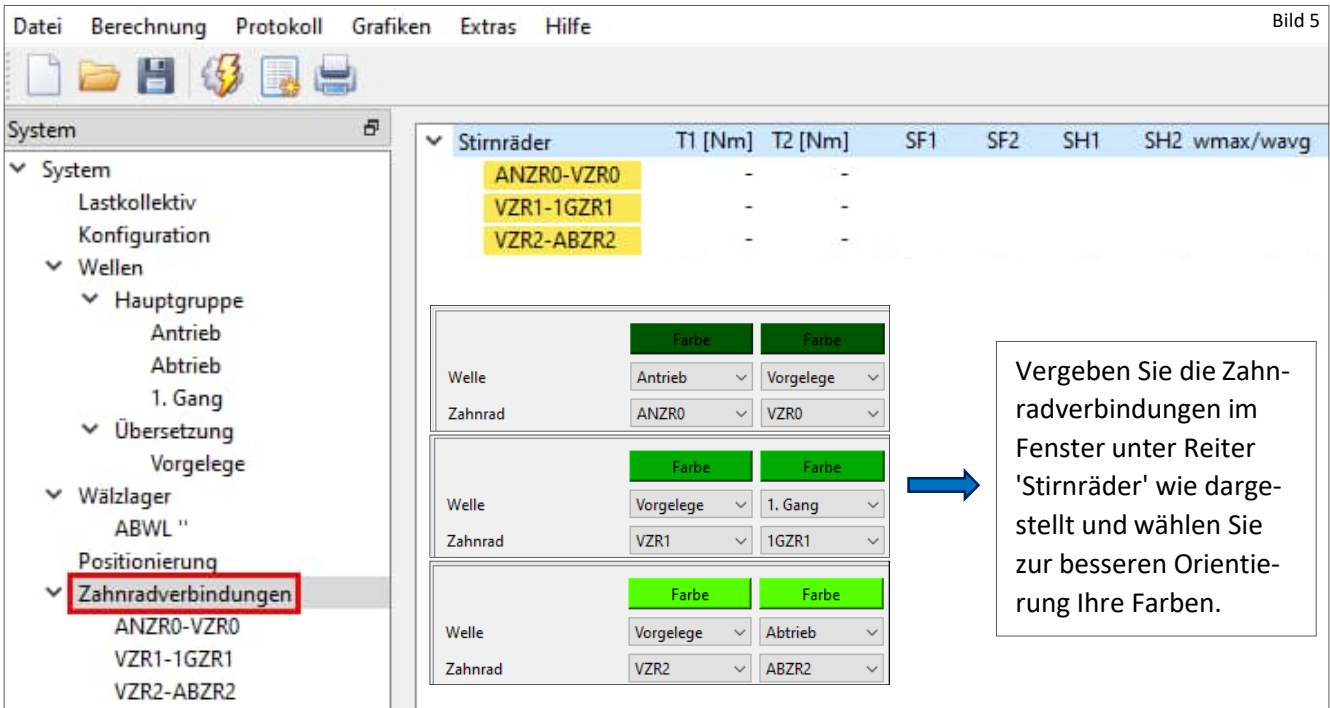 Datei Berechnung Protokoll Grafiken Extras Hilfe
Bild 5
System
System
Lastkollektiv
Konfiguration
Wellen
Hauptgruppe
Antrieb
Abtrieb
1. Gang
Übersetzung
Vorgelege
Wälzlager
ABWL "
Positionierung
Zahnradverbindungen
ANZR0-VZR0
VZR1-1GZR1
VZR2-ABZR2
Stirnräder T1 [Nm] T2 [Nm] SF1 SF2 SH1 SH2 wmax/wavg
ANZR0-VZR0 - -
VZR1-1GZR1 - -
VZR2-ABZR2 - -
Farbe Farbe
Welle Antrieb Vorgelege
Zahnrad ANZR0 VZR0
Farbe Farbe
Welle Vorgelege 1. Gang
Zahnrad VZR1 1GZR1
Farbe Farbe
Welle Vorgelege Abtrieb
Zahnrad VZR2 ABZR2
Vergeben Sie die Zahn-
radverbindungen im
Fenster unter Reiter
'Stirnräder' wie darge-
stellt und wählen Sie
zur besseren Orientie-
rung Ihre Farben.